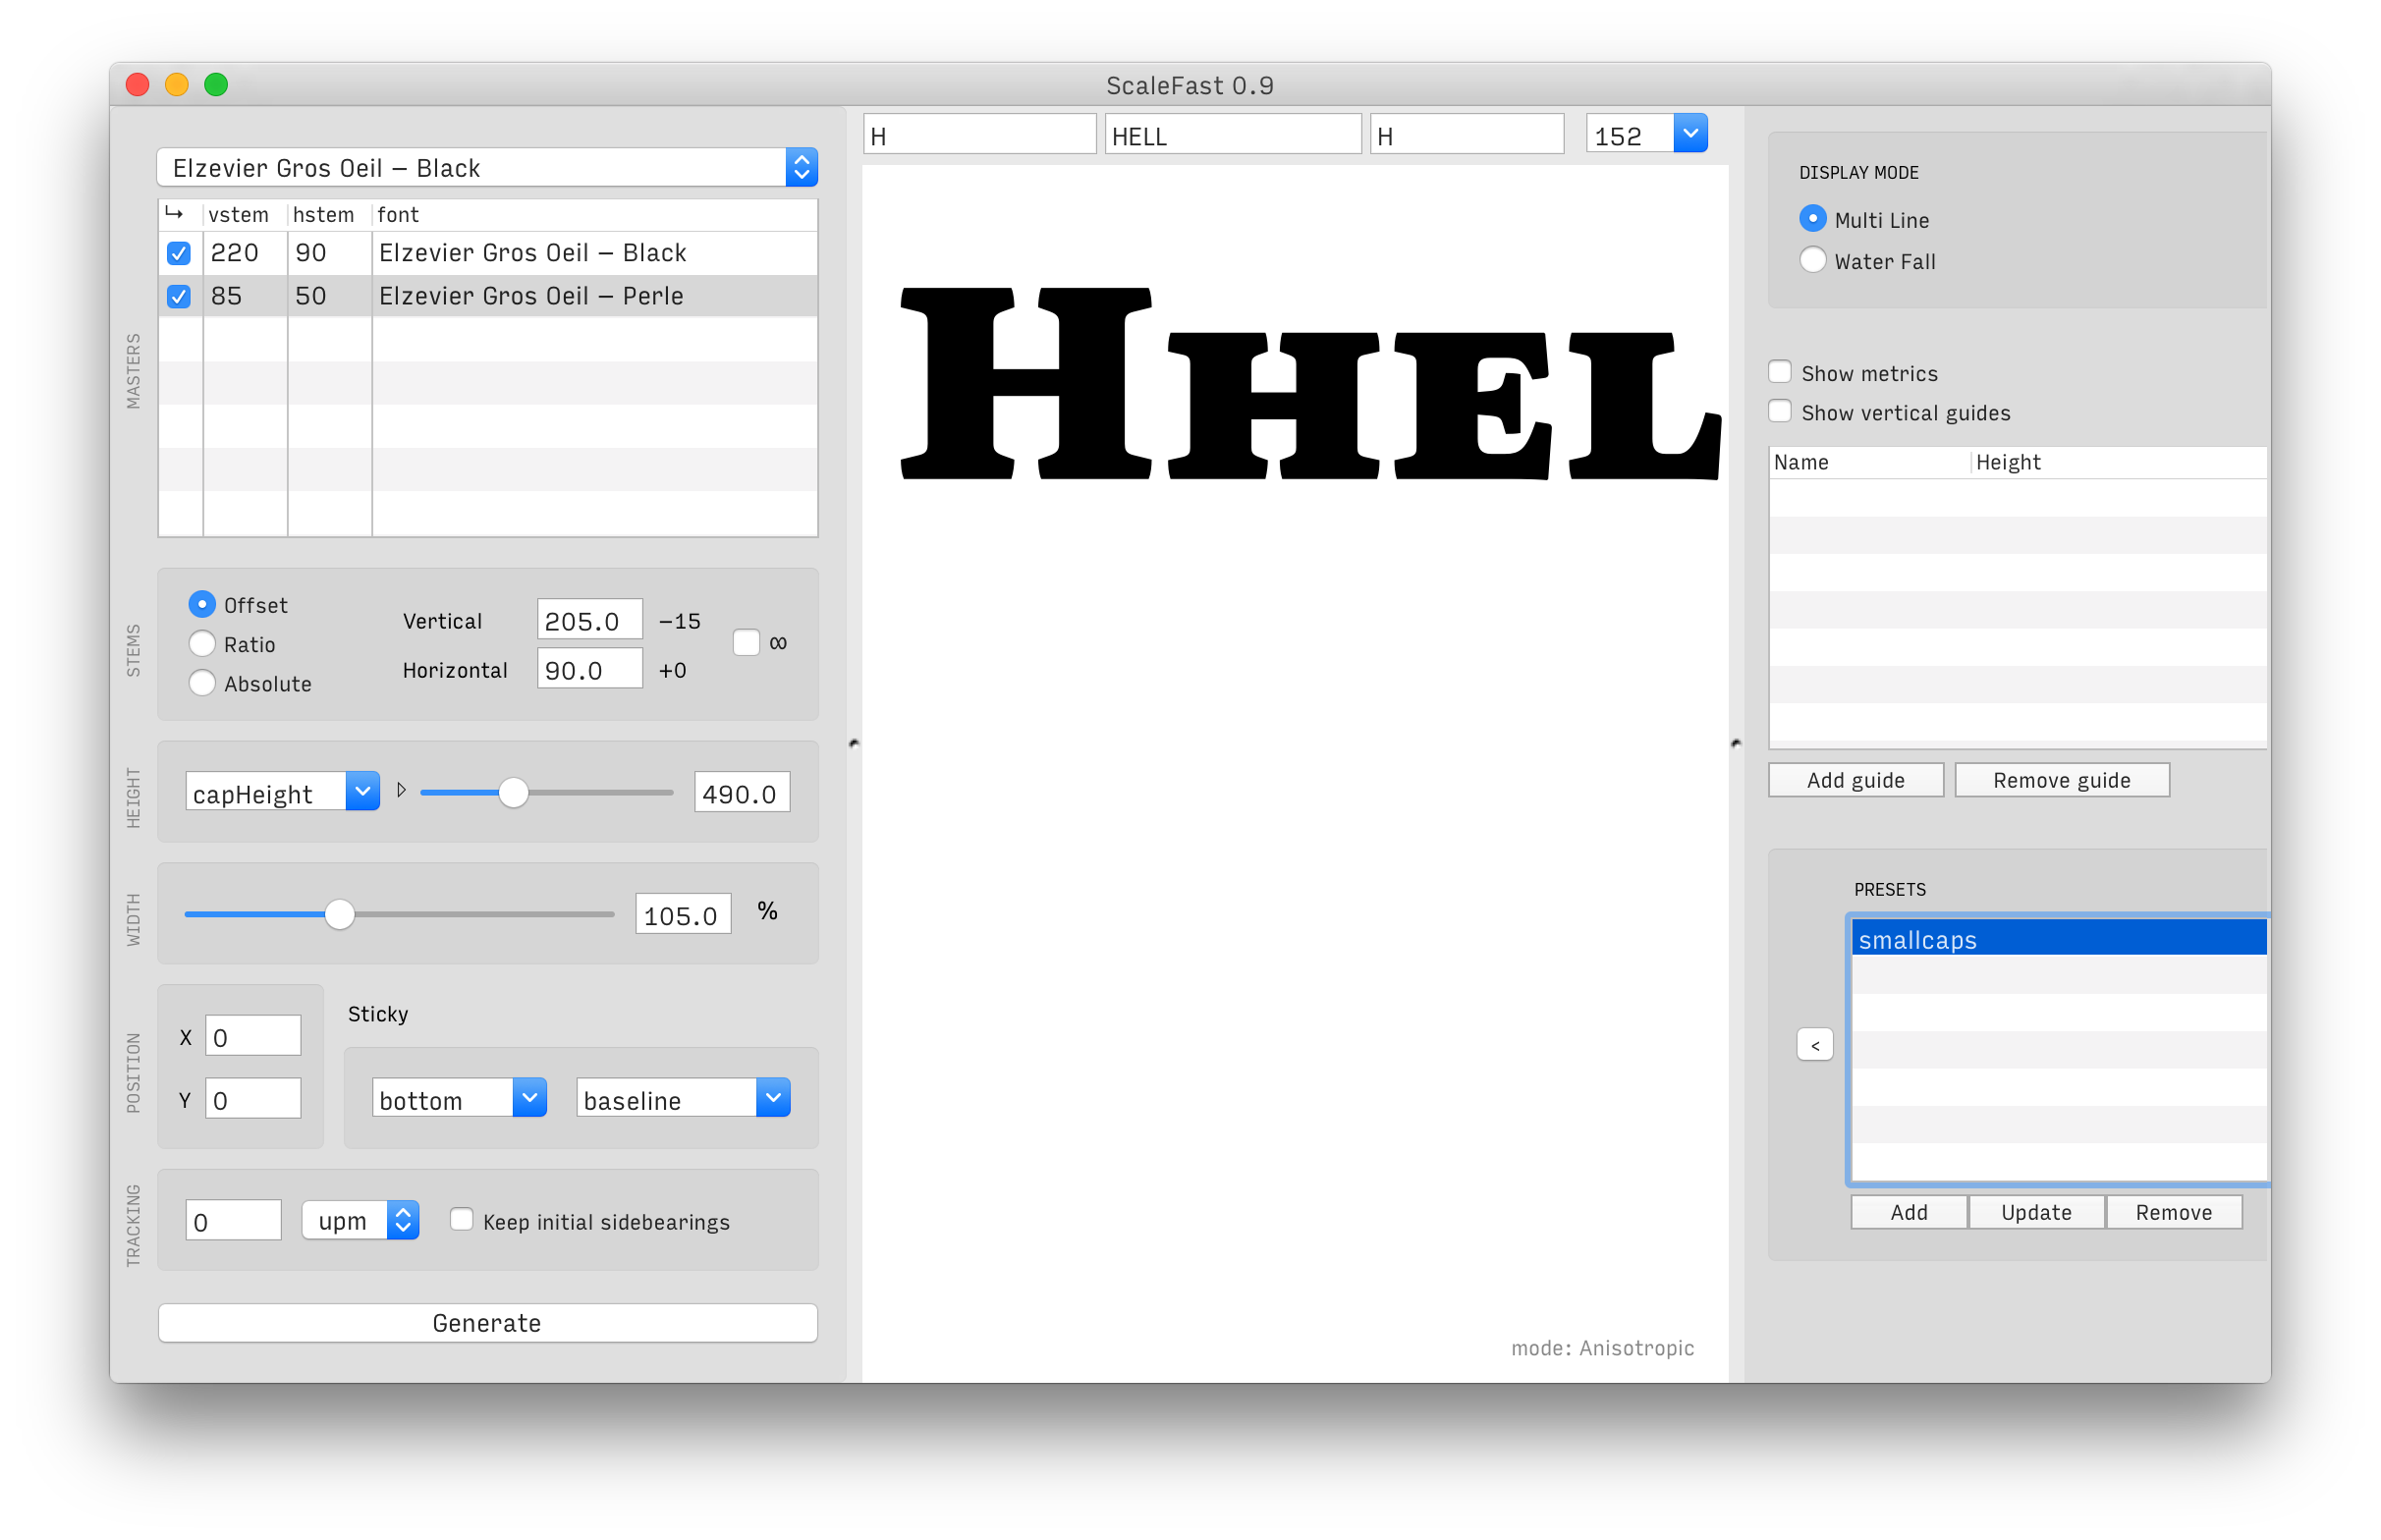 ScaleFast 0.9
Elzevier Gros Oeil – Black
vstem hstem font
220 90 Elzevier Gros Oeil – Black
85 50 Elzevier Gros Oeil – Perle
MASTERS
Offset
Ratio
Absolute
Vertical 205.0 -15
Horizontal 90.0 +0
∞
STEMS
capHeight 490.0
HEIGHT
105.0 %
WIDTH
X 0
Y 0
Sticky
bottom baseline
POSITION
0 upm Keep initial sidebearings
TRACKING
Generate
H HELL H 152
HHEL
mode: Anisotropic
DISPLAY MODE
Multi Line
Water Fall
Show metrics
Show vertical guides
Name Height
Add guide Remove guide
PRESETS
smallcaps
<
Add Update Remove